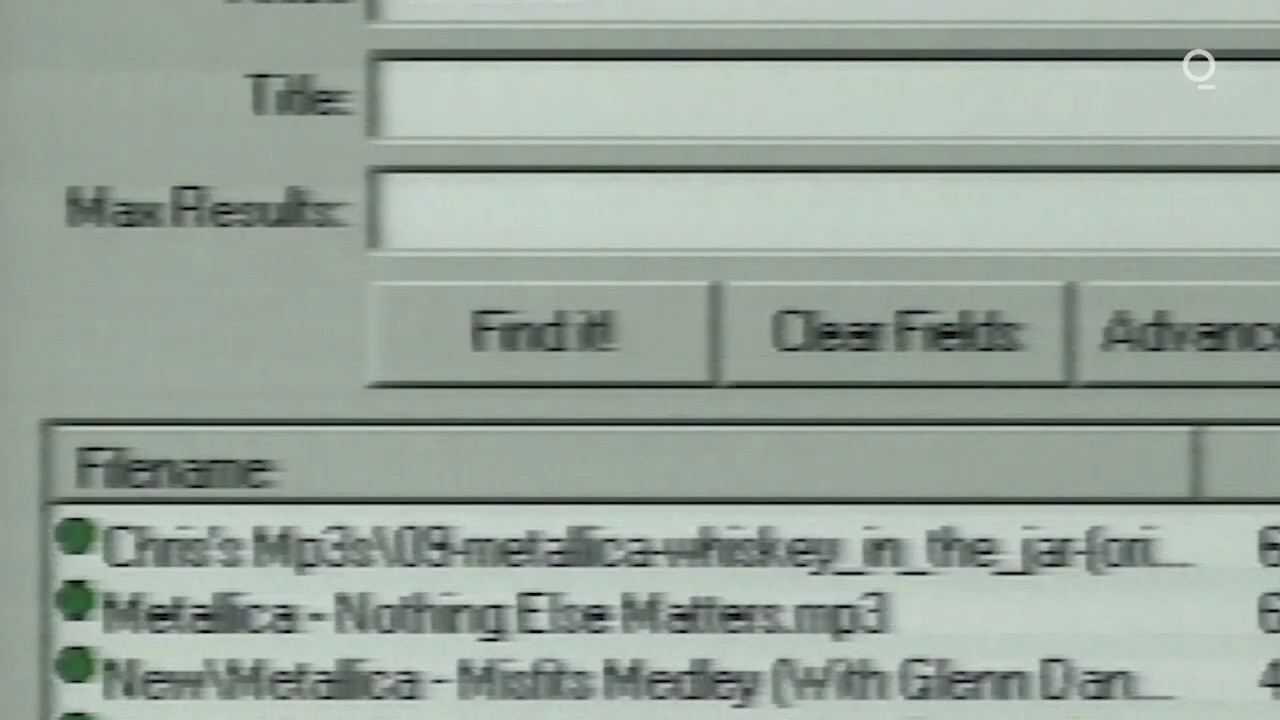 Title:
Max Results:
Find it!
Clear Fields
Filename
Chris's Mp3s\09-metallica-whiskey_in_the_jar-(ori...
Metallica - Nothing Else Matters.mp3
New\Metallica - Misfits Medley (With Glenn Dan...